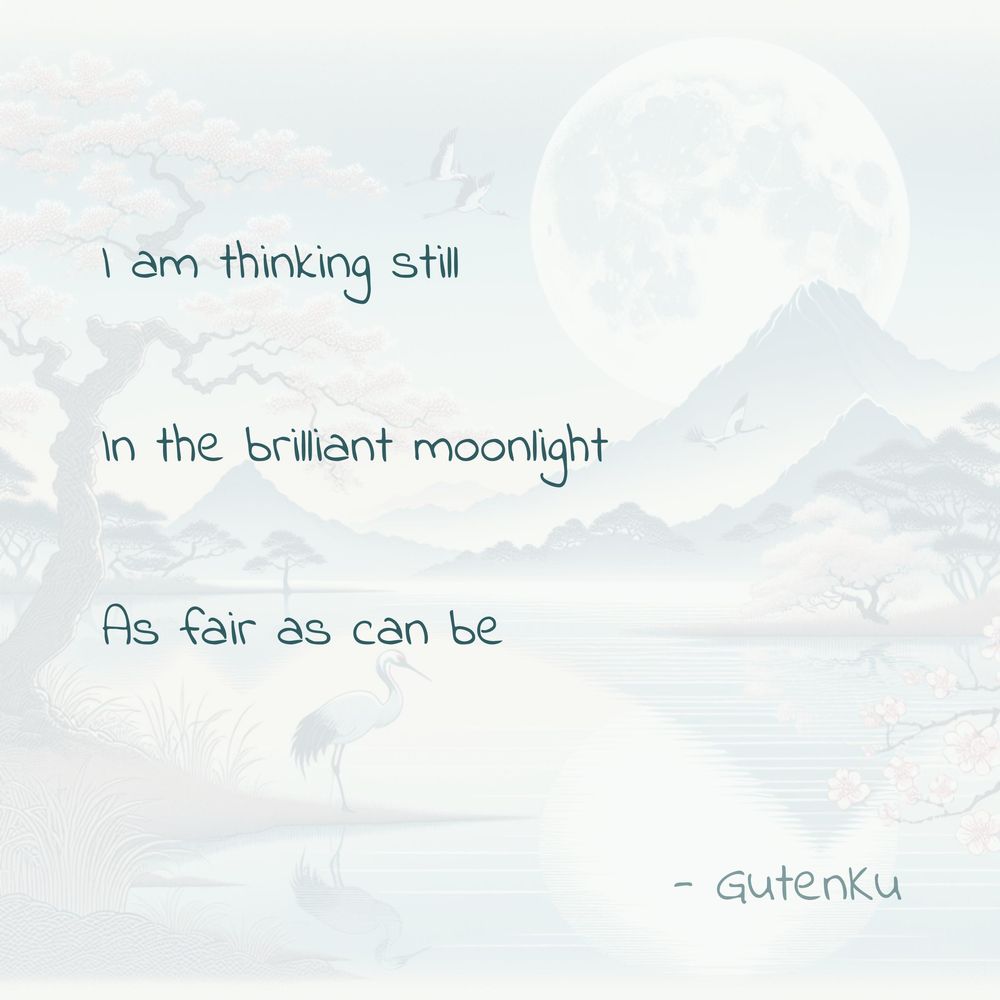 I am thinking still
In the brilliant moonlight
As fair as can be
- GutenKu